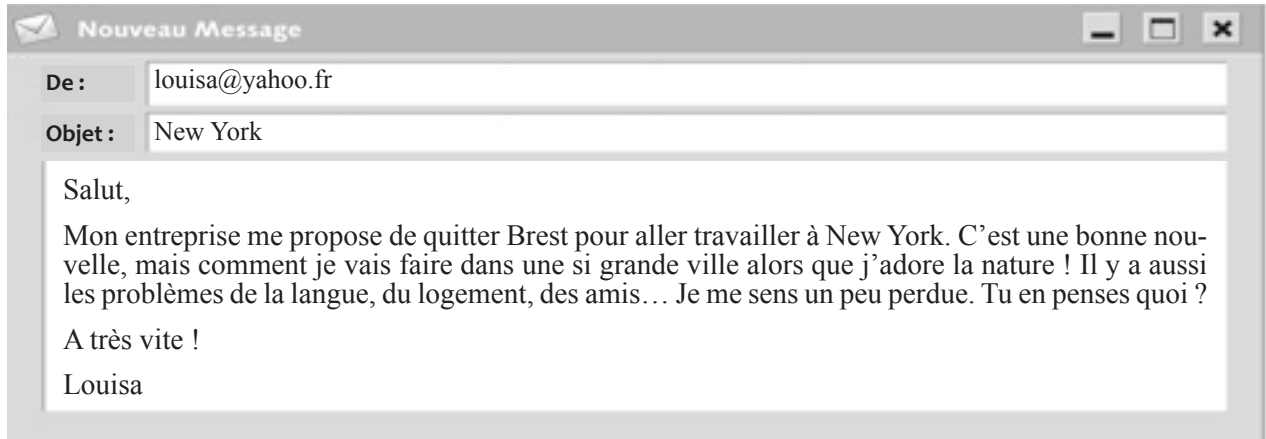 Nouveau Message
De : louisa@yahoo.fr
Objet : New York
Salut,
Mon entreprise me propose de quitter Brest pour aller travailler à New York. C’est une bonne nou-
velle, mais comment je vais faire dans une si grande ville alors que j’adore la nature ! Il y a aussi
les problèmes de la langue, du logement, des amis… Je me sens un peu perdue. Tu en penses quoi ?
A très vite !
Louisa